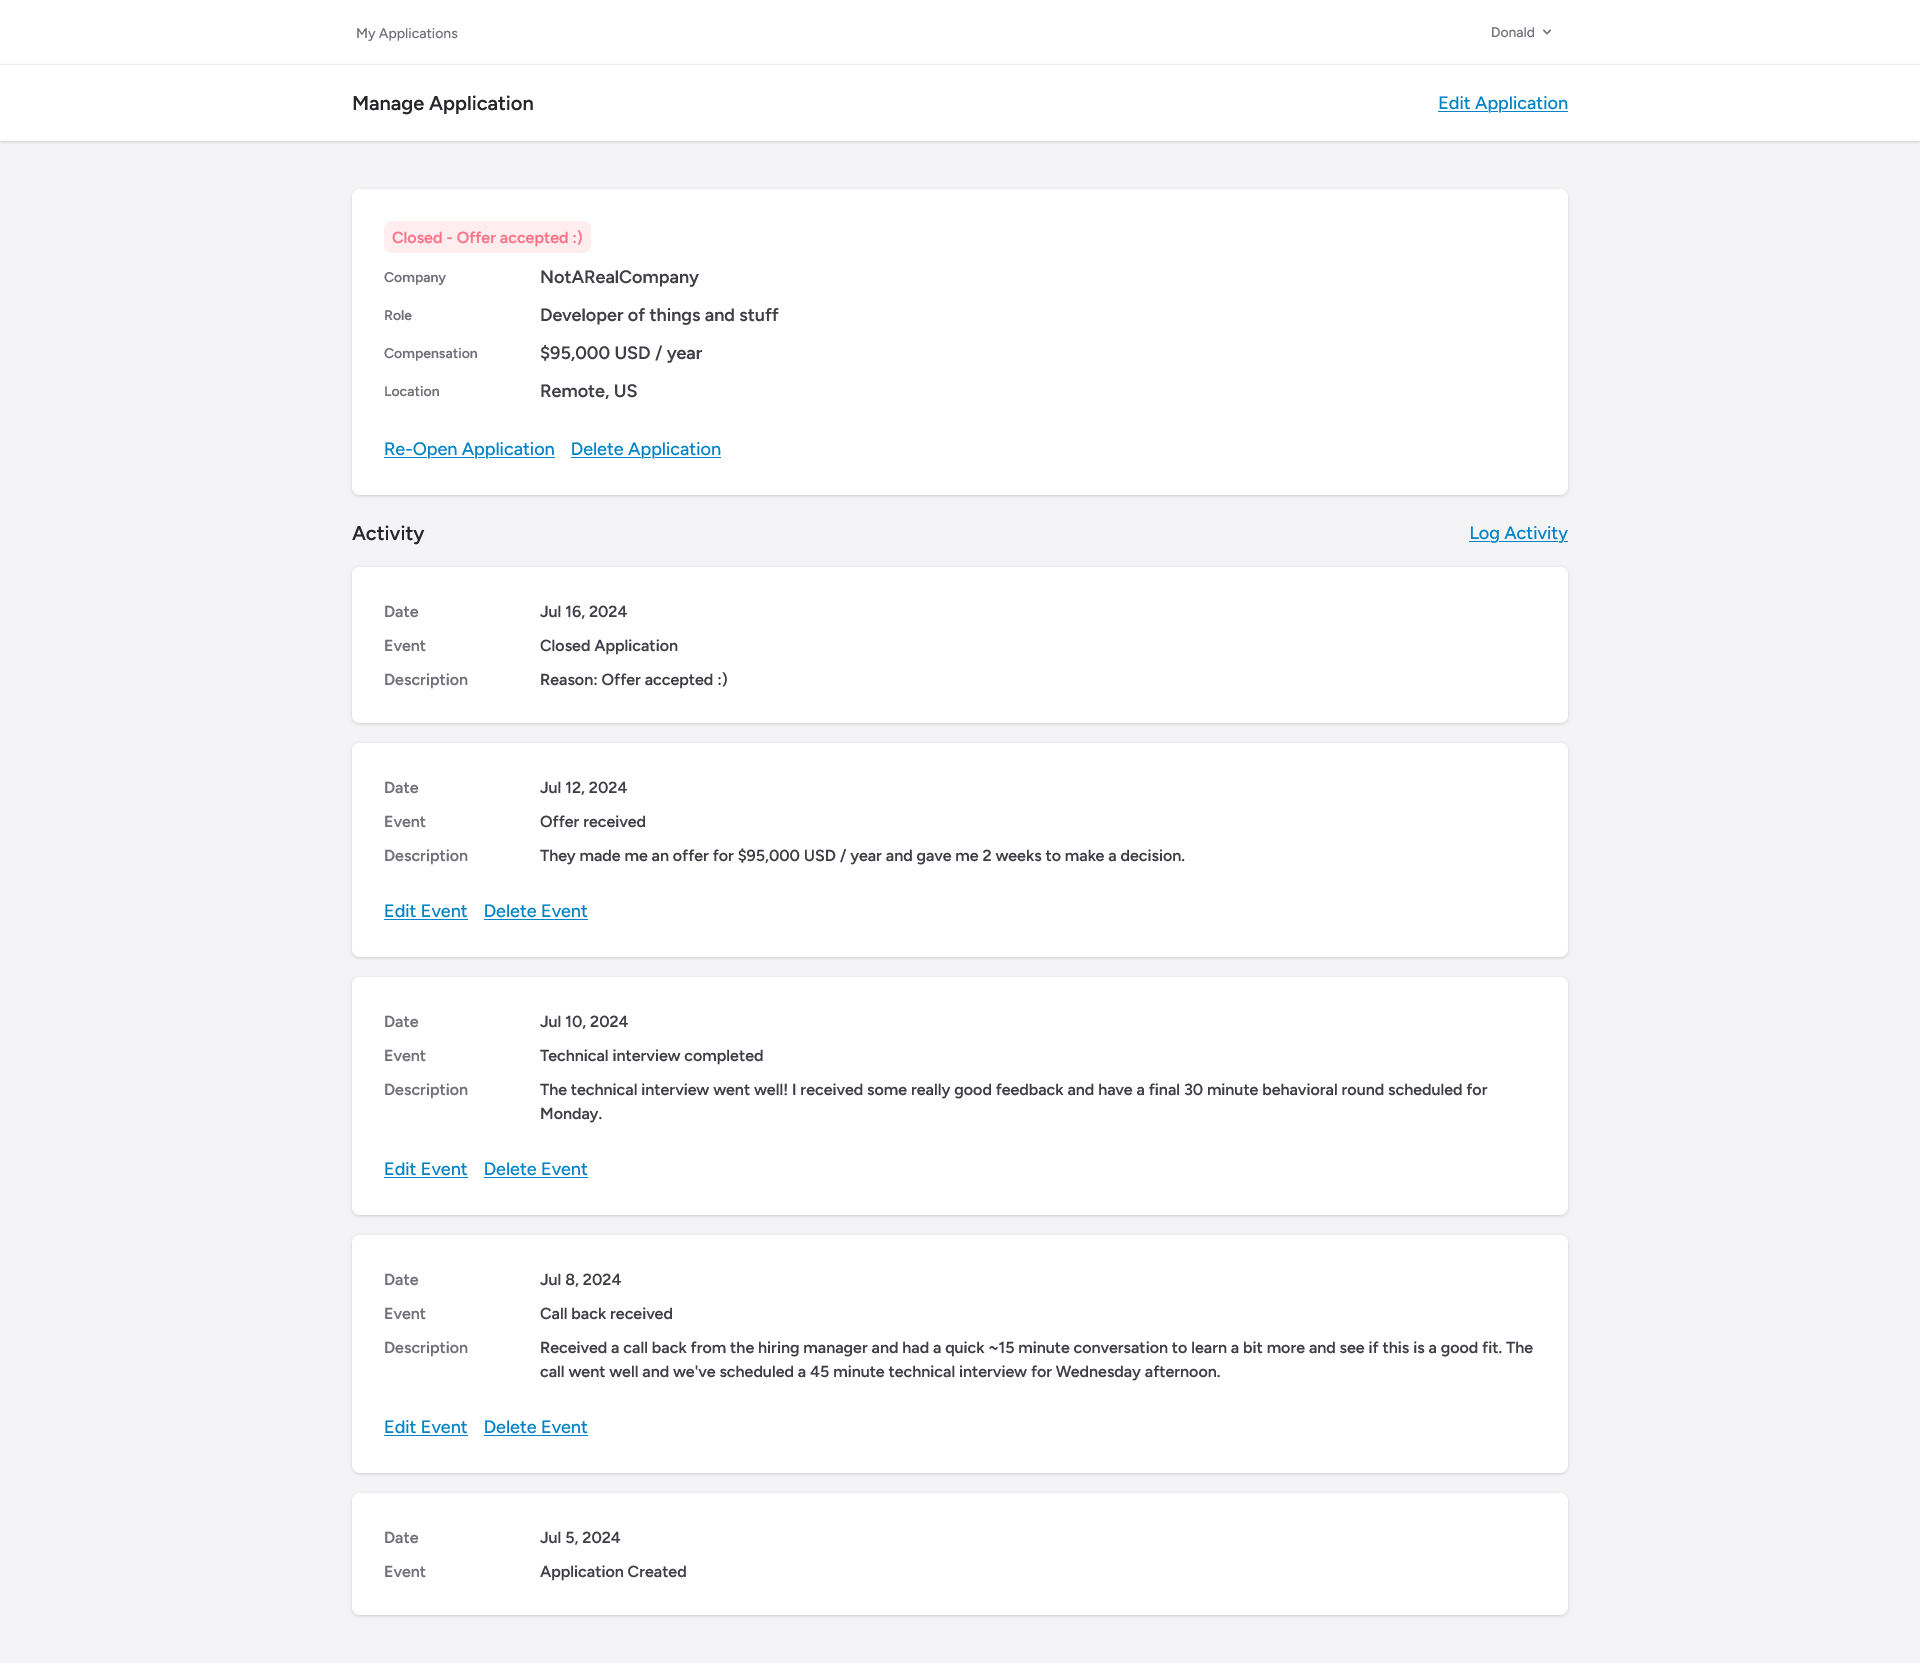 My Applications
Donald
Manage Application
Edit Application
Closed - Offer accepted :)
Company NotARealCompany
Role Developer of things and stuff
Compensation $95,000 USD / year
Location Remote, US
Re-Open Application Delete Application
Activity
Log Activity
Date Jul 16, 2024
Event Closed Application
Description Reason: Offer accepted :)
Date Jul 12, 2024
Event Offer received
Description They made me an offer for $95,000 USD / year and gave me 2 weeks to make a decision.
Edit Event Delete Event
Date Jul 10, 2024
Event Technical interview completed
Description The technical interview went well! I received some really good feedback and have a final 30 minute behavioral round scheduled for
Monday.
Edit Event Delete Event
Date Jul 8, 2024
Event Call back received
Description Received a call back from the hiring manager and had a quick ~15 minute conversation to learn a bit more and see if this is a good fit. The
call went well and we've scheduled a 45 minute technical interview for Wednesday afternoon.
Edit Event Delete Event
Date Jul 5, 2024
Event Application Created